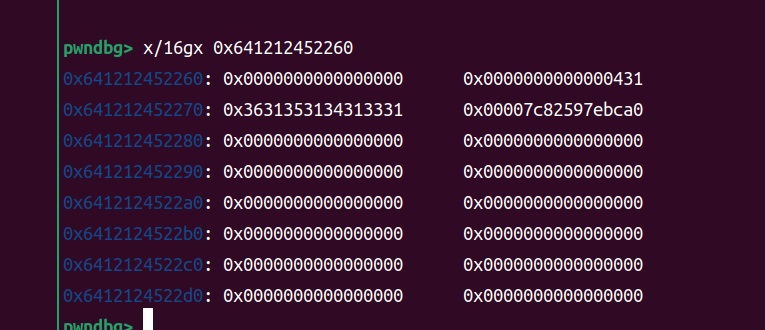 pwndbg> x/16gx 0x641212452260
0x641212452260: 0x0000000000000000 0x0000000000000431
0x641212452270: 0x3631353134313331 0x00007c82597ebca0
0x641212452280: 0x0000000000000000 0x0000000000000000
0x641212452290: 0x0000000000000000 0x0000000000000000
0x6412124522a0: 0x0000000000000000 0x0000000000000000
0x6412124522b0: 0x0000000000000000 0x0000000000000000
0x6412124522c0: 0x0000000000000000 0x0000000000000000
0x6412124522d0: 0x0000000000000000 0x0000000000000000
pwndbg>